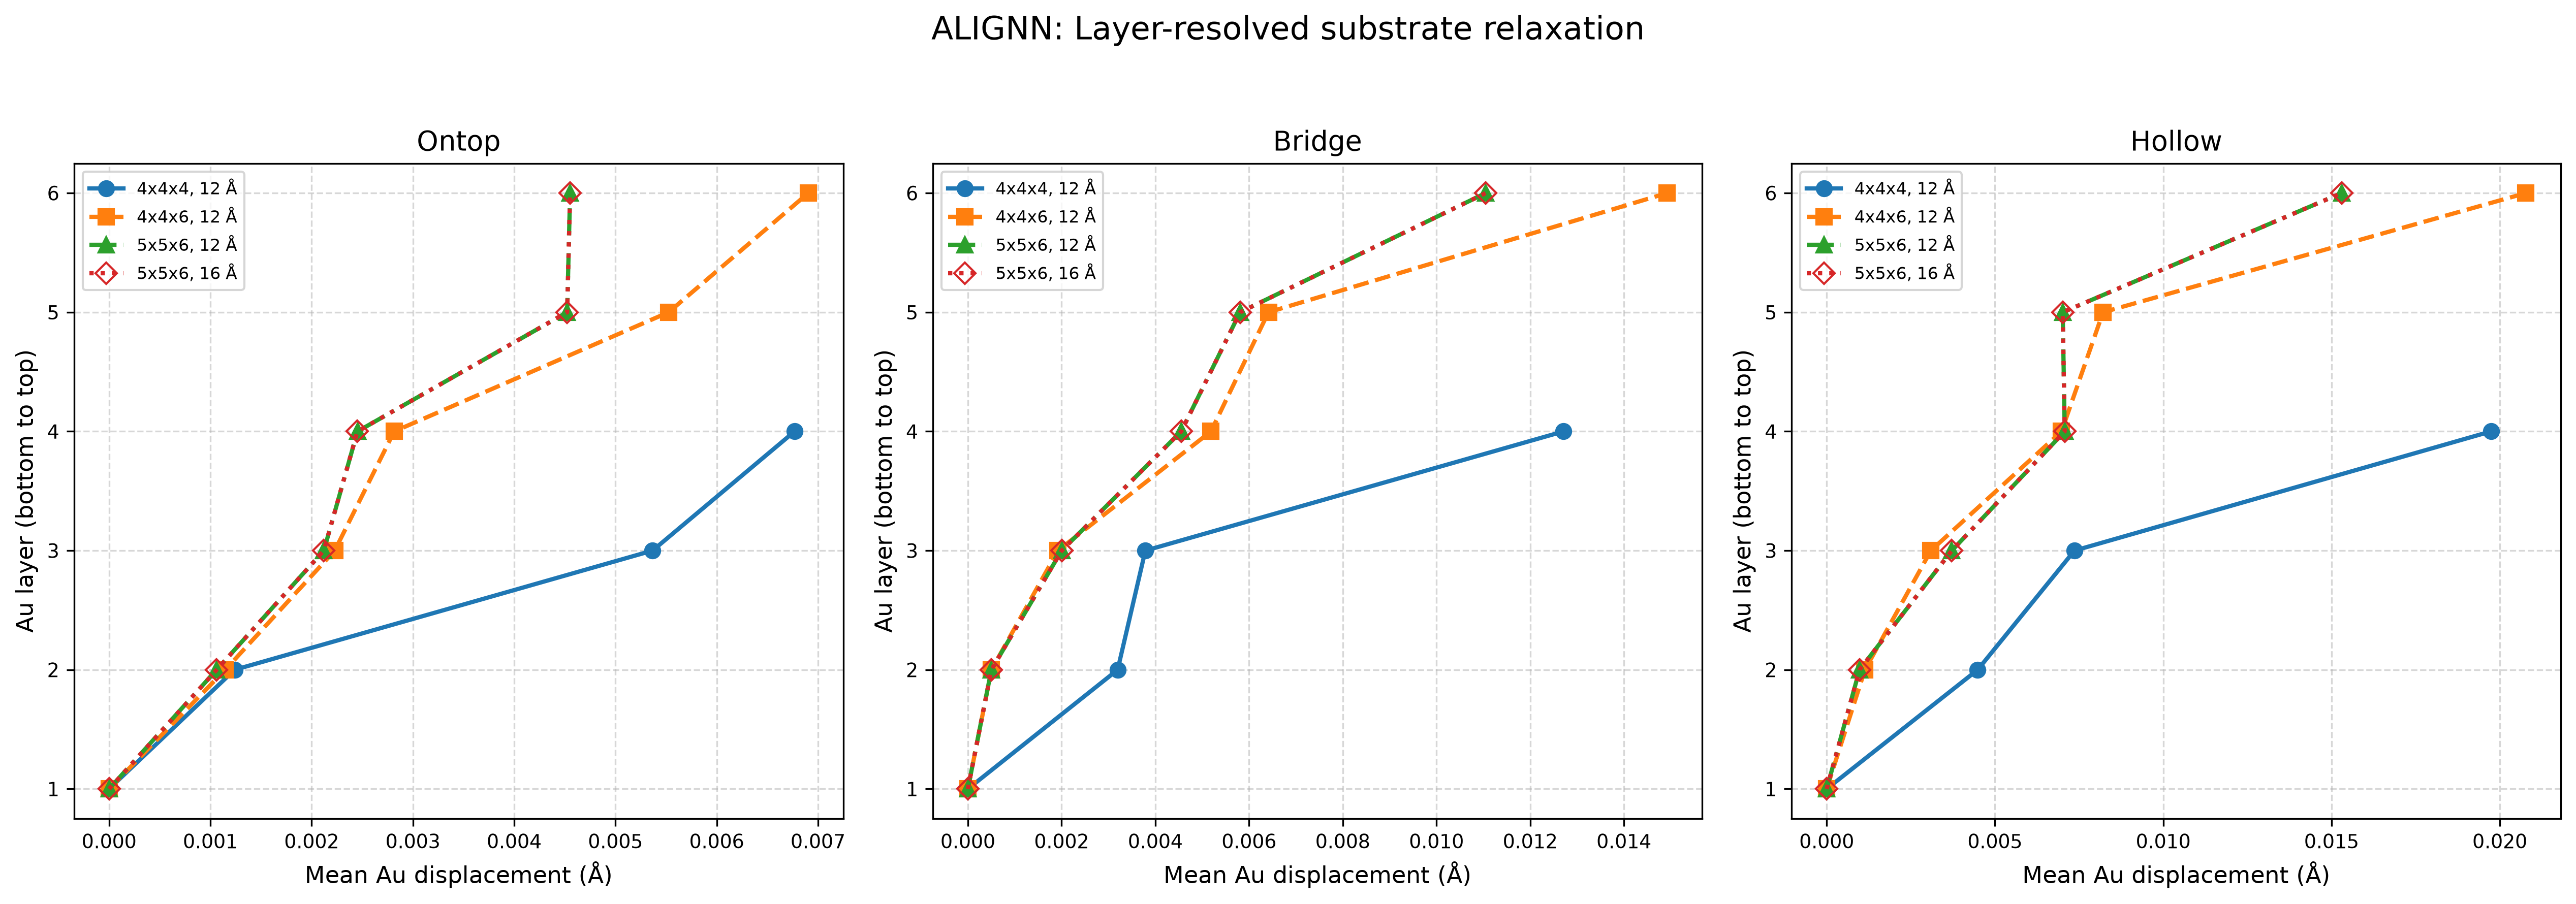 ALIGNN: Layer-resolved substrate relaxation
Ontop
4x4x4, 12 Å
4x4x6, 12 Å
5x5x6, 12 Å
5x5x6, 16 Å
Au layer (bottom to top)
6
5
4
3
2
1
0.000 0.001 0.002 0.003 0.004 0.005 0.006 0.007
Mean Au displacement (Å)
Bridge
4x4x4, 12 Å
4x4x6, 12 Å
5x5x6, 12 Å
5x5x6, 16 Å
Au layer (bottom to top)
6
5
4
3
2
1
0.000 0.002 0.004 0.006 0.008 0.010 0.012 0.014
Mean Au displacement (Å)
Hollow
4x4x4, 12 Å
4x4x6, 12 Å
5x5x6, 12 Å
5x5x6, 16 Å
Au layer (bottom to top)
6
5
4
3
2
1
0.000 0.005 0.010 0.015 0.020
Mean Au displacement (Å)